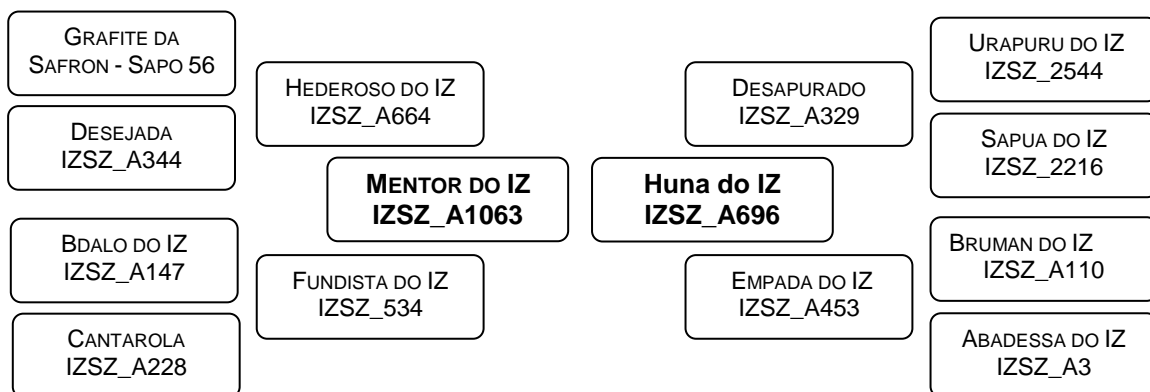 GRAFITE DA
SAFRON - SAPO 56
HEDEROSO DO IZ
IZSZ_A664
DESEJADA
IZSZ_A344
MENTOR DO IZ
IZSZ_A1063
BDALO DO IZ
IZSZ_A147
FUNDISTA DO IZ
IZSZ_534
CANTAROLA
IZSZ_A228
URAPURU DO IZ
IZSZ_2544
DESAPURADO
IZSZ_A329
SAPUA DO IZ
IZSZ_2216
Huna do IZ
IZSZ_A696
BRUMAN DO IZ
IZSZ_A110
EMPADA DO IZ
IZSZ_A453
ABADESSA DO IZ
IZSZ_A3